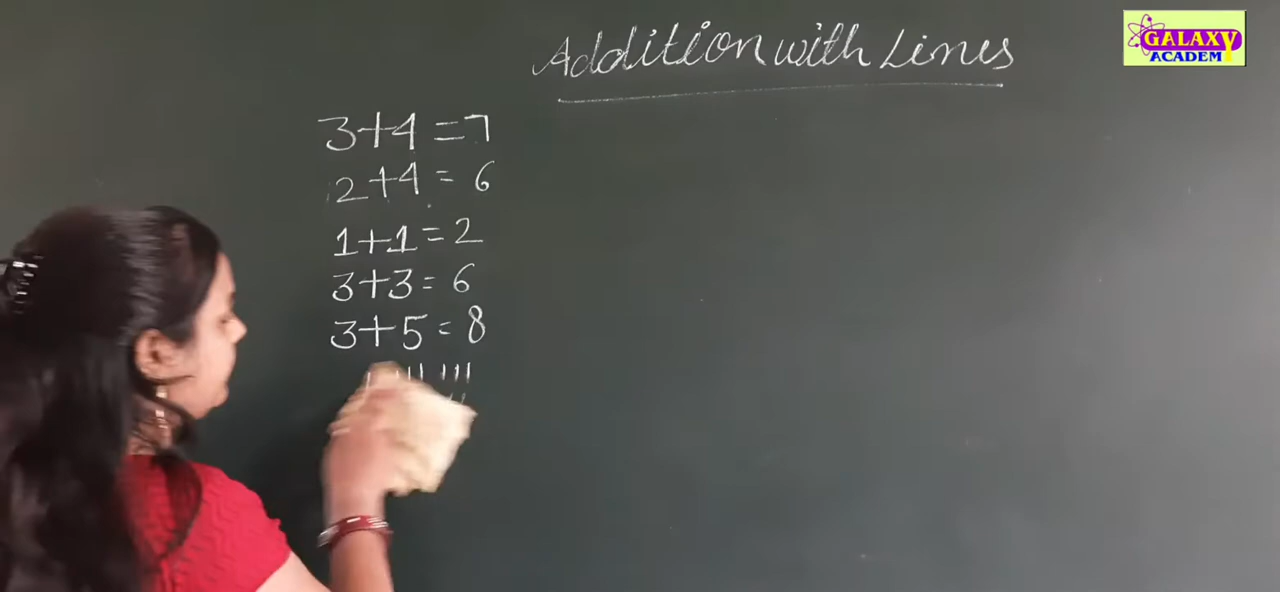 Addition with Lines
GALAXY
ACADEMY
3+4=7
2+4=6
1+1=2
3+3=6
3+5=8